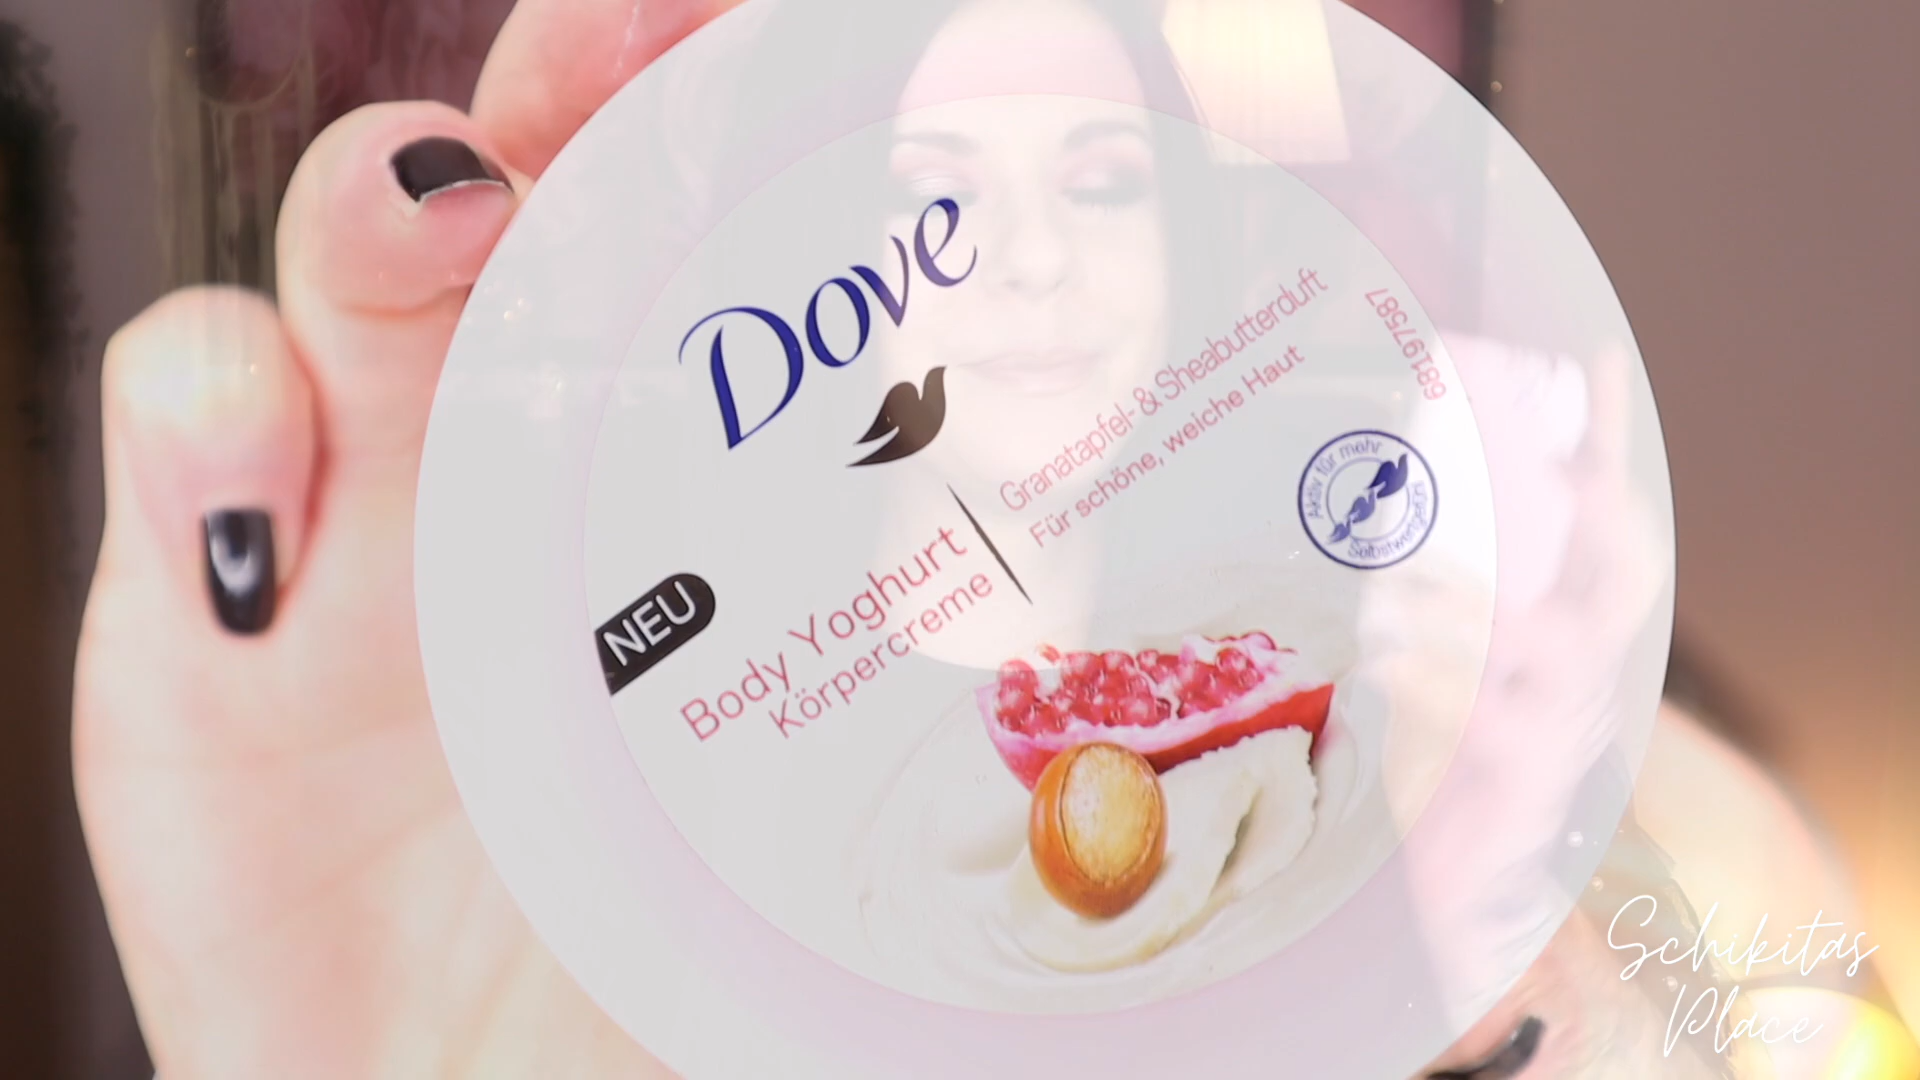 Dove
NEU
Body Yoghurt
Körpercreme
Granatapfel- & Sheabutterduft
Für schöne, weiche Haut
68197587
Aktiv für mehr
Selbstwertgefühl
Schikitas
Place